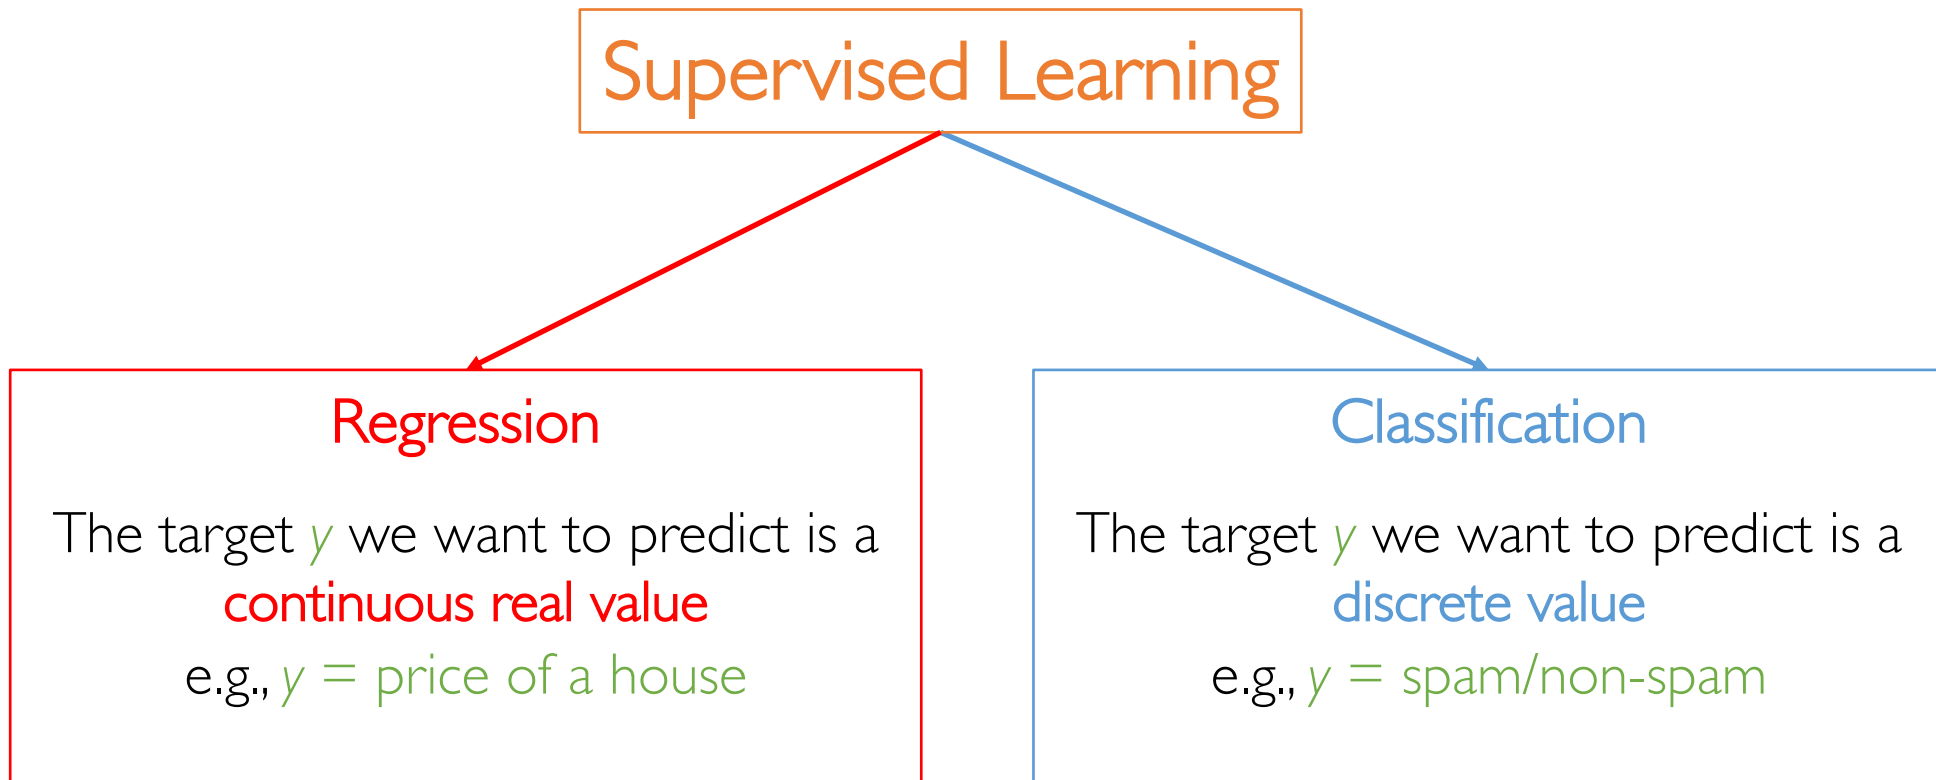 Supervised Learning
Regression
The target y we want to predict is a
continuous real value
e.g., y = price of a house
Classification
The target y we want to predict is a
discrete value
e.g., y = spam/non-spam